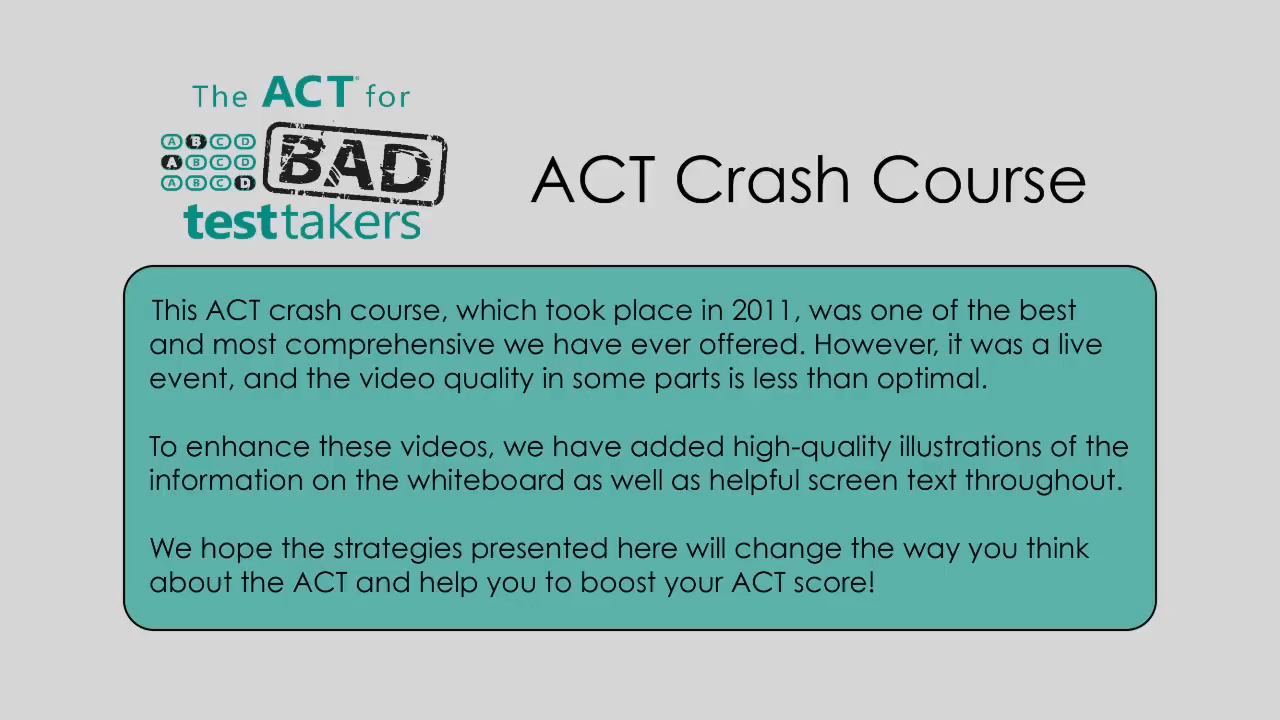 The ACT® for
A B C D
A B C D
A B C D
BAD
testtakers
ACT Crash Course
This ACT crash course, which took place in 2011, was one of the best
and most comprehensive we have ever offered. However, it was a live
event, and the video quality in some parts is less than optimal.
To enhance these videos, we have added high-quality illustrations of the
information on the whiteboard as well as helpful screen text throughout.
We hope the strategies presented here will change the way you think
about the ACT and help you to boost your ACT score!